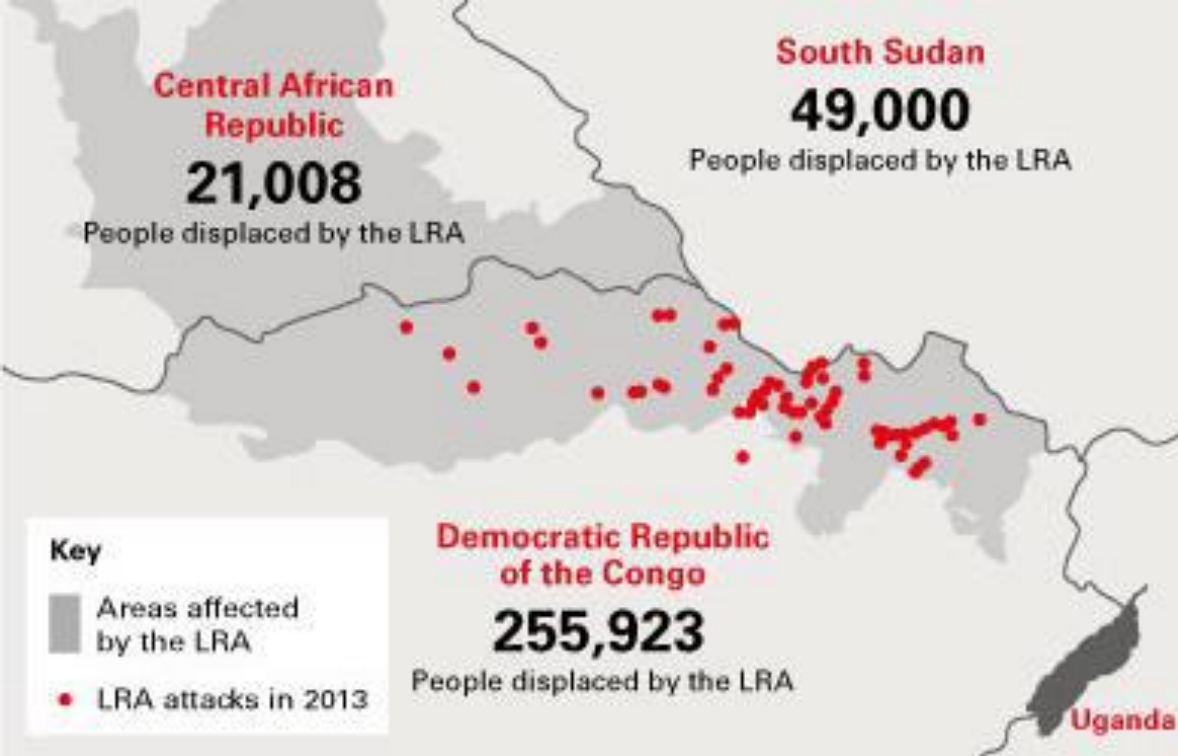 Central African
Republic
21,008
People displaced by the LRA
South Sudan
49,000
People displaced by the LRA
Democratic Republic
of the Congo
255,923
People displaced by the LRA
Key
Areas affected
by the LRA
LRA attacks in 2013
Uganda